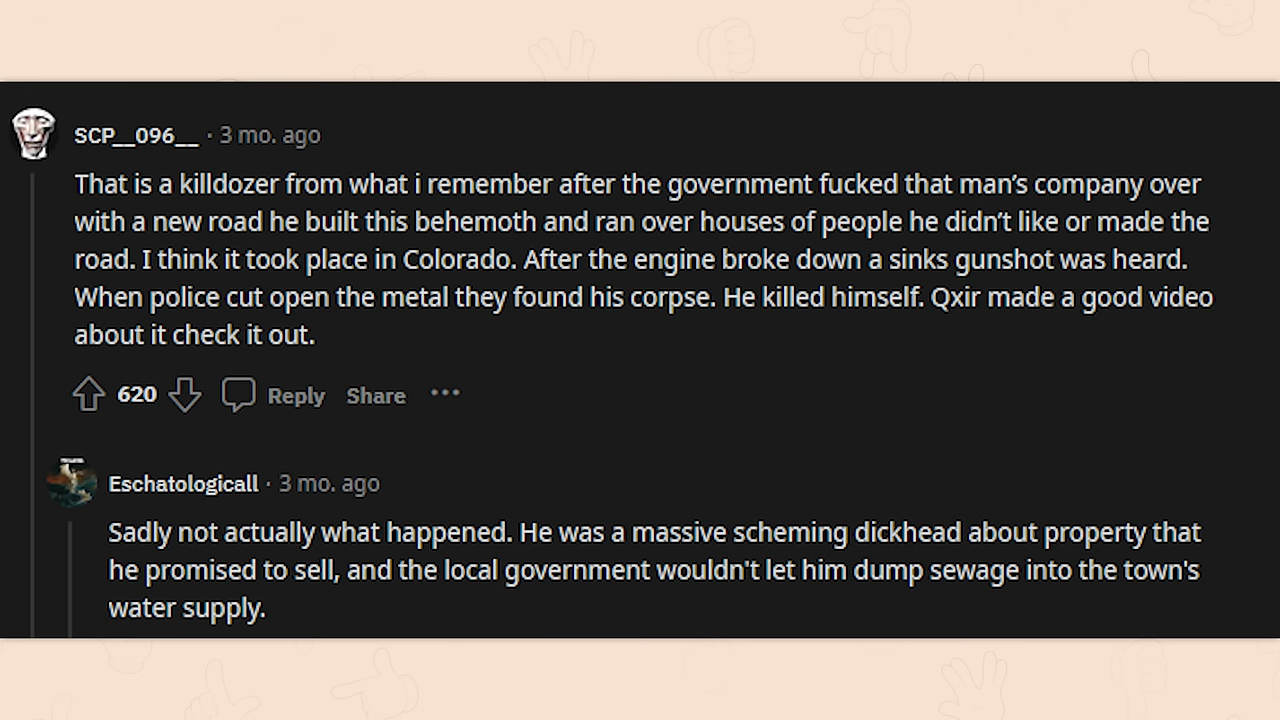 SCP__096__ · 3 mo. ago
That is a killdozer from what i remember after the government fucked that man’s company over
with a new road he built this behemoth and ran over houses of people he didn’t like or made the
road. I think it took place in Colorado. After the engine broke down a sinks gunshot was heard.
When police cut open the metal they found his corpse. He killed himself. Qxir made a good video
about it check it out.
620 Reply Share ···
Eschatologicall · 3 mo. ago
Sadly not actually what happened. He was a massive scheming dickhead about property that
he promised to sell, and the local government wouldn't let him dump sewage into the town's
water supply.